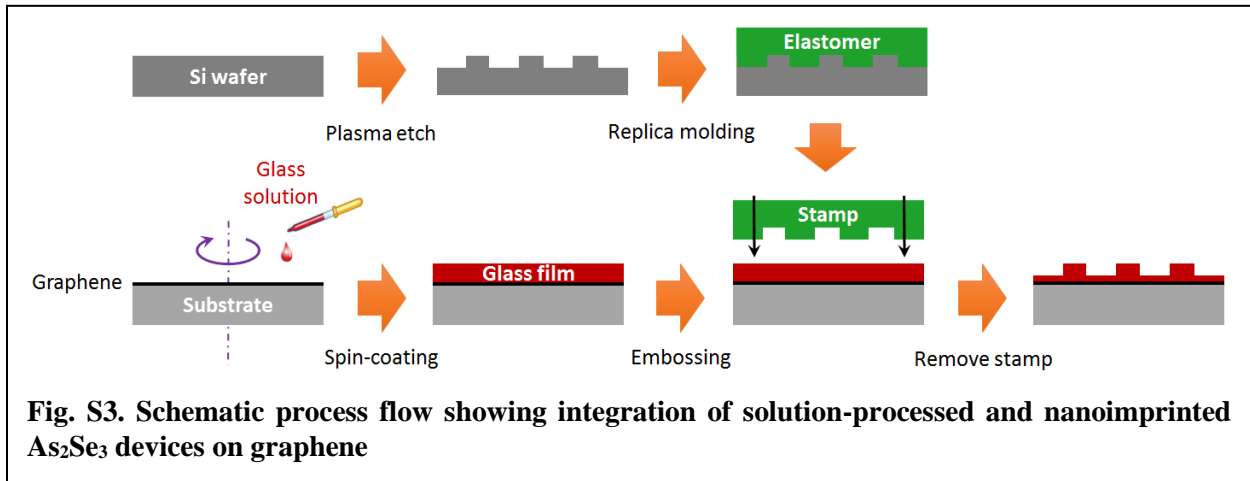 Si wafer
Elastomer
Plasma etch
Replica molding
Glass
solution
Stamp
Graphene
Glass film
Substrate
Spin-coating
Embossing
Remove stamp
Fig. S3. Schematic process flow showing integration of solution-processed and nanoimprinted
As₂Se₃ devices on graphene